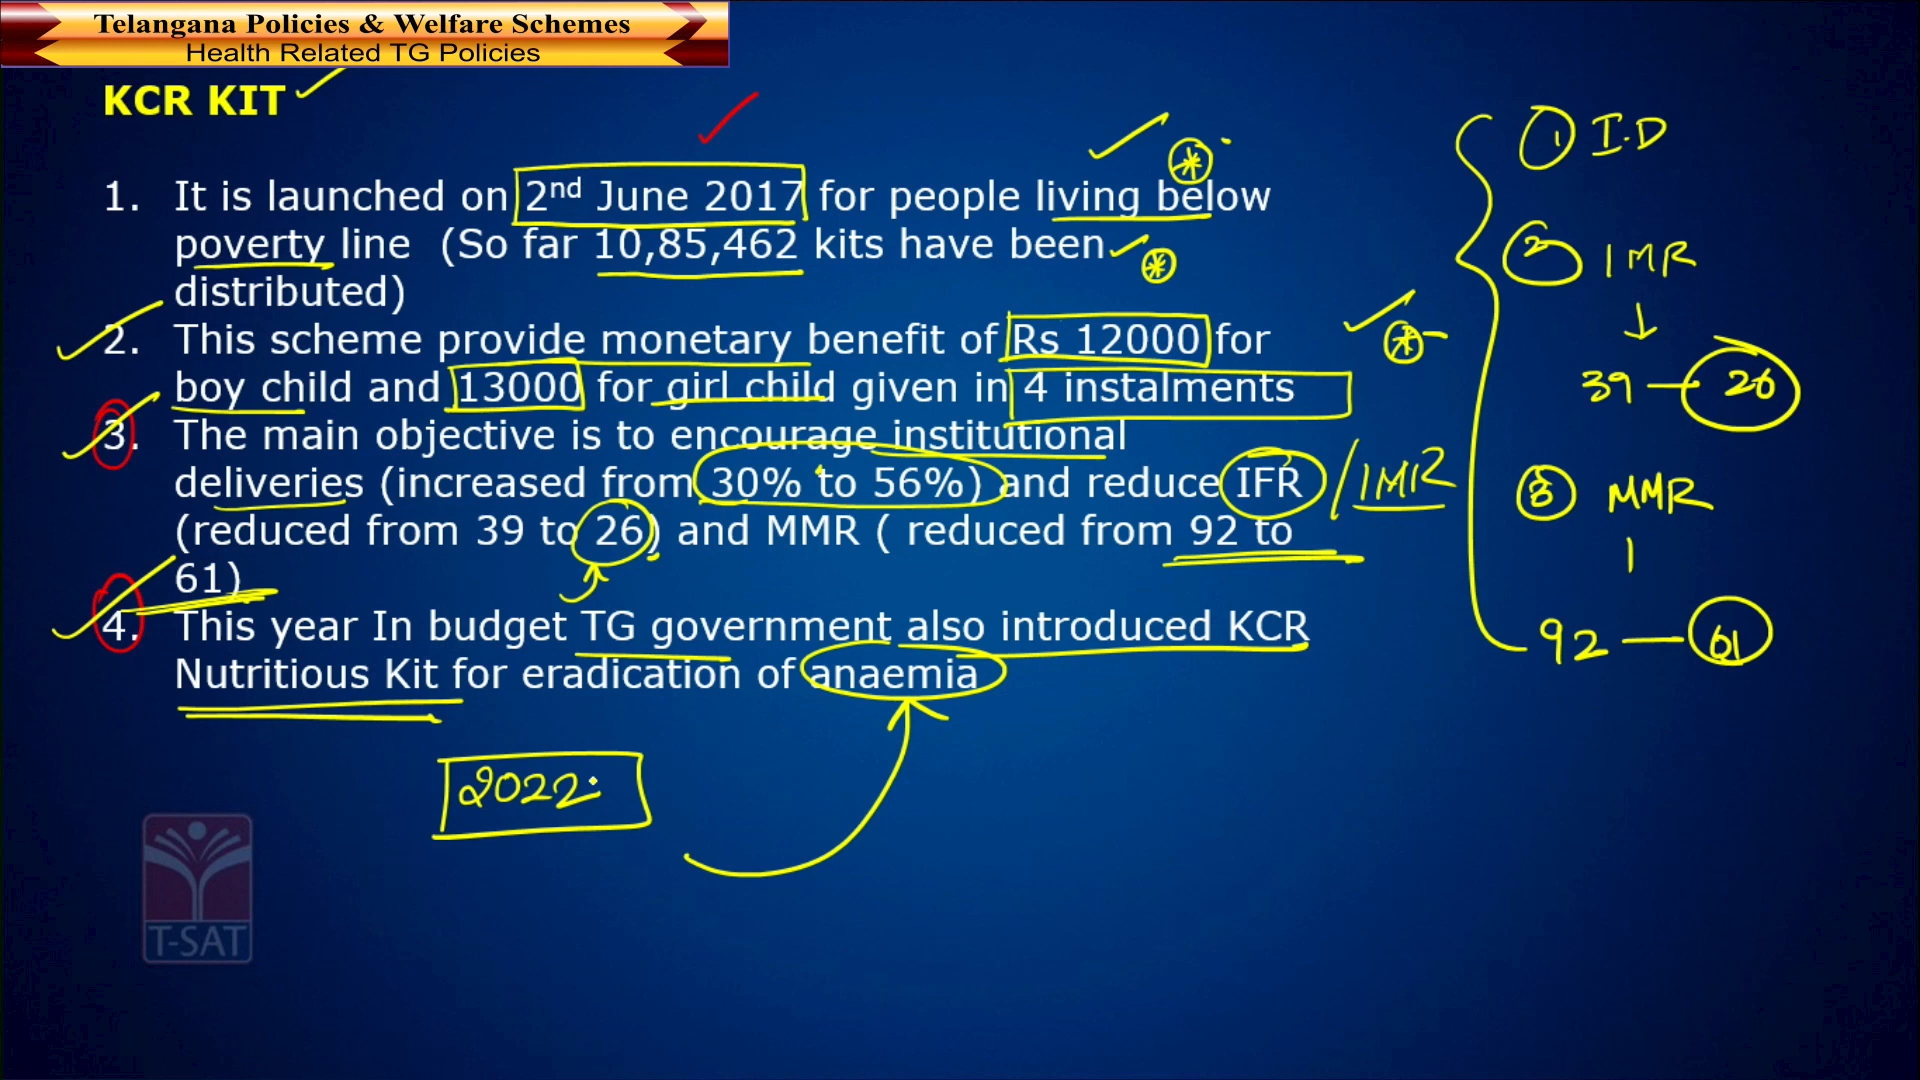 Telangana Policies & Welfare Schemes
Health Related TG Policies
KCR KIT
1. It is launched on 2nd June 2017 for people living below
poverty line (So far 10,85,462 kits have been
distributed)
2. This scheme provide monetary benefit of Rs 12000 for
boy child and 13000 for girl child given in 4 instalments
3. The main objective is to encourage institutional
deliveries (increased from 30% to 56%) and reduce IFR / IMR
(reduced from 39 to 26) and MMR ( reduced from 92 to
61)
4. This year In budget TG government also introduced KCR
Nutritious Kit for eradication of anaemia
2022
1 I.D
2 IMR
39 — 26
3 MMR
92 — 61
T-SAT